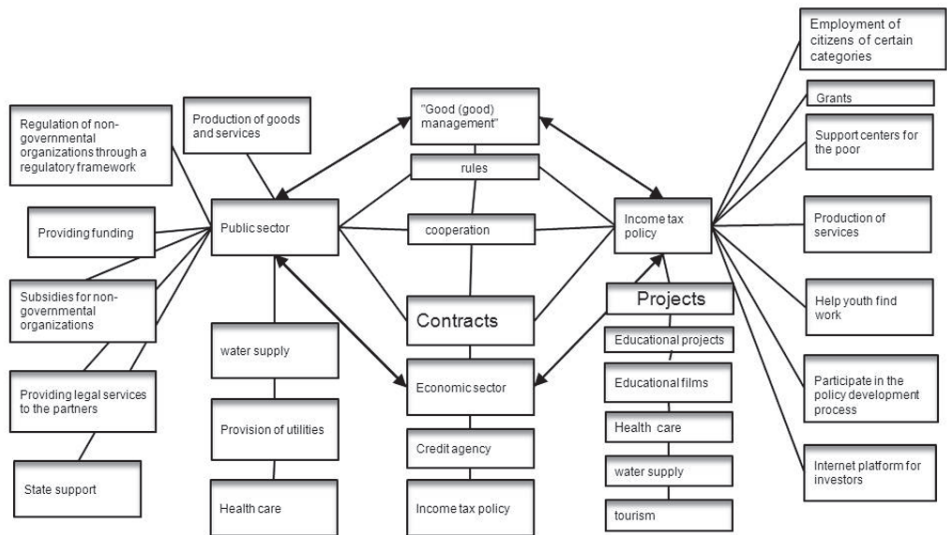 Regulation of non-
governmental
organizations through a
regulatory framework
Providing funding
Subsidies for non-
governmental
organizations
Providing legal services
to the partners
State support
Production of goods
and services
Public sector
water supply
Provision of utilities
Health care
"Good (good)
management"
rules
cooperation
Contracts
Economic sector
Credit agency
Income tax policy
Income tax
policy
Projects
Educational projects
Educational films
Health care
water supply
tourism
Employment of
citizens of certain
categories
Grants
Support centers for
the poor
Production of
services
Help youth find
work
Participate in the
policy development
process
Internet platform for
investors